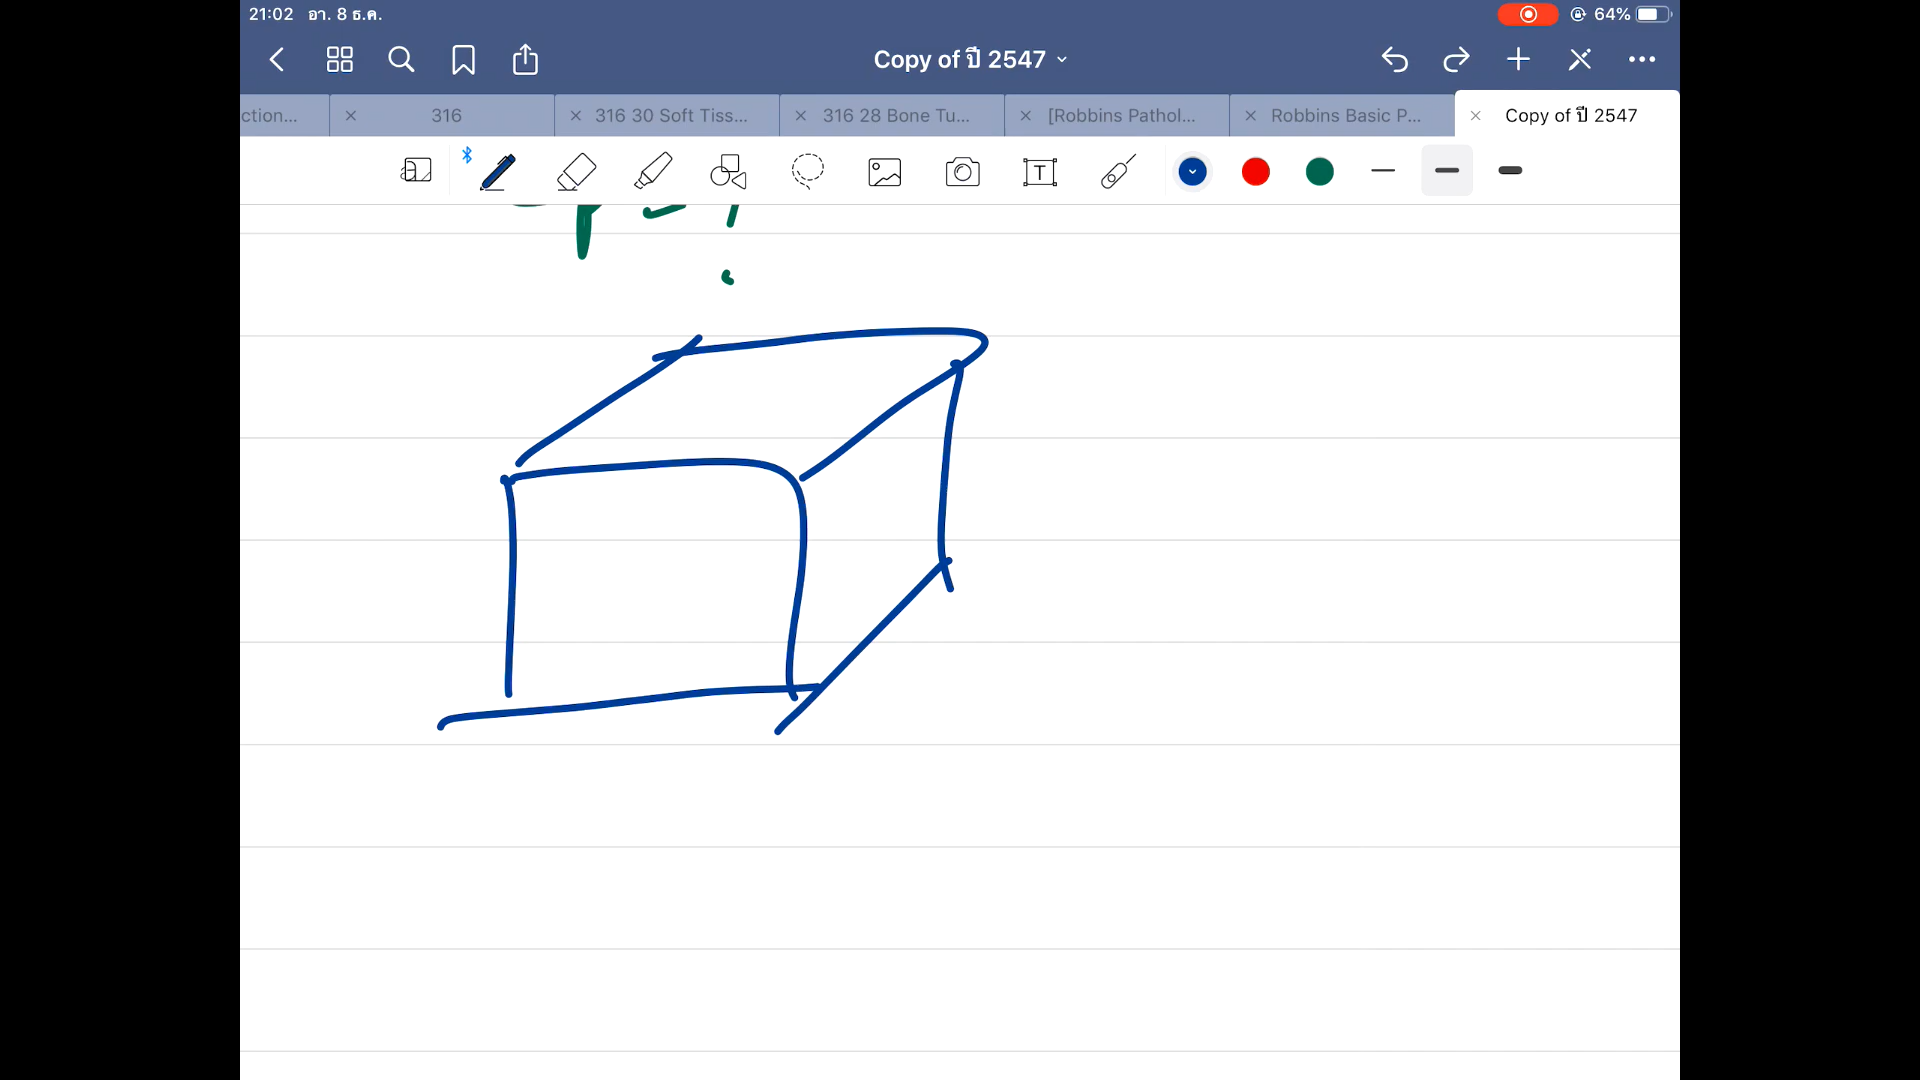 21:02 อา. 8 ธ.ค.
64%
Copy of ปี 2547
ction...
316
316 30 Soft Tiss...
316 28 Bone Tu...
[Robbins Pathol...
Robbins Basic P...
Copy of ปี 2547
T